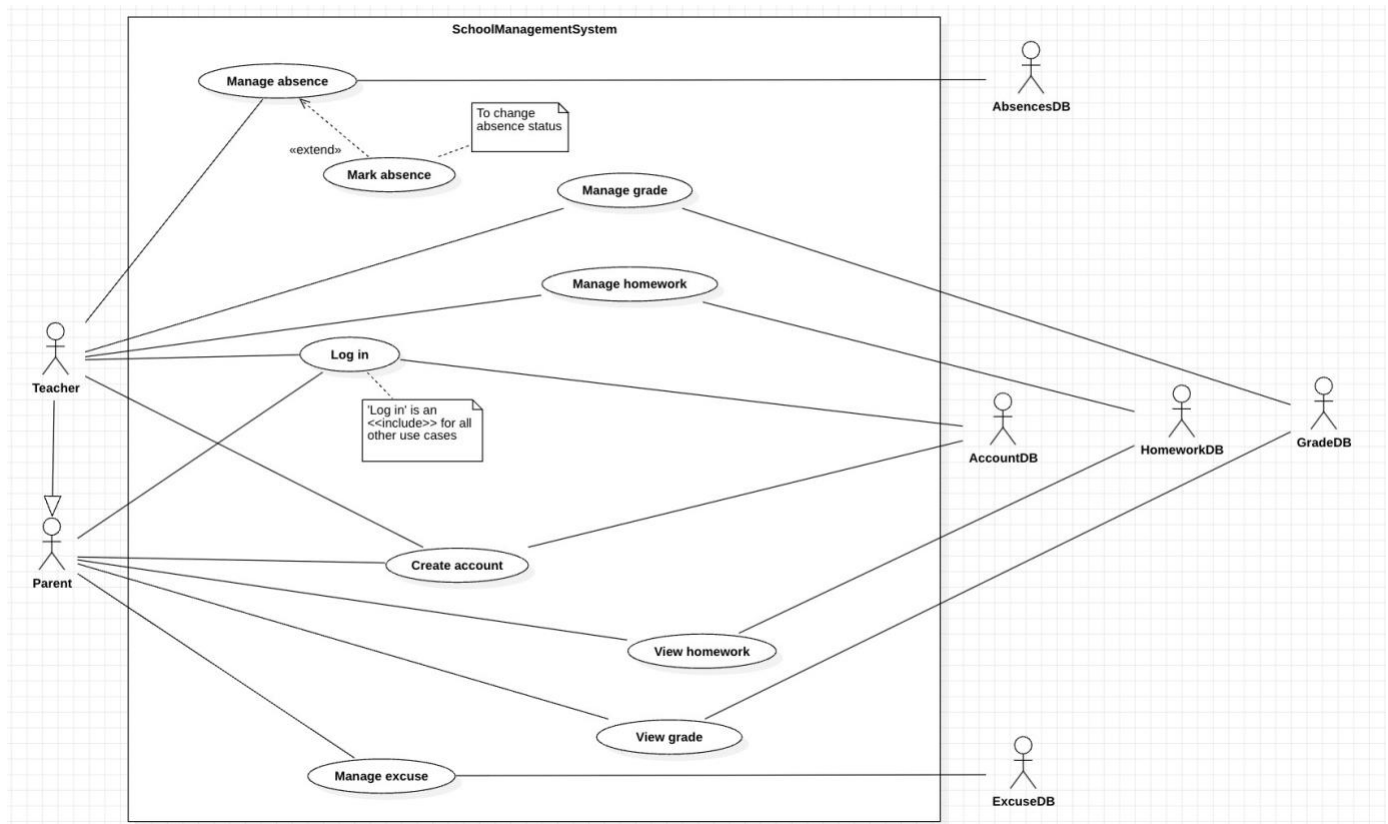 SchoolManagementSystem
Manage absence
AbsencesDB
To change
absence status
«extend»
Mark absence
Manage grade
Manage homework
Log in
Teacher
'Log in' is an
<<include>> for all
other use cases
AccountDB
HomeworkDB
GradeDB
Create account
Parent
View homework
View grade
Manage excuse
ExcuseDB